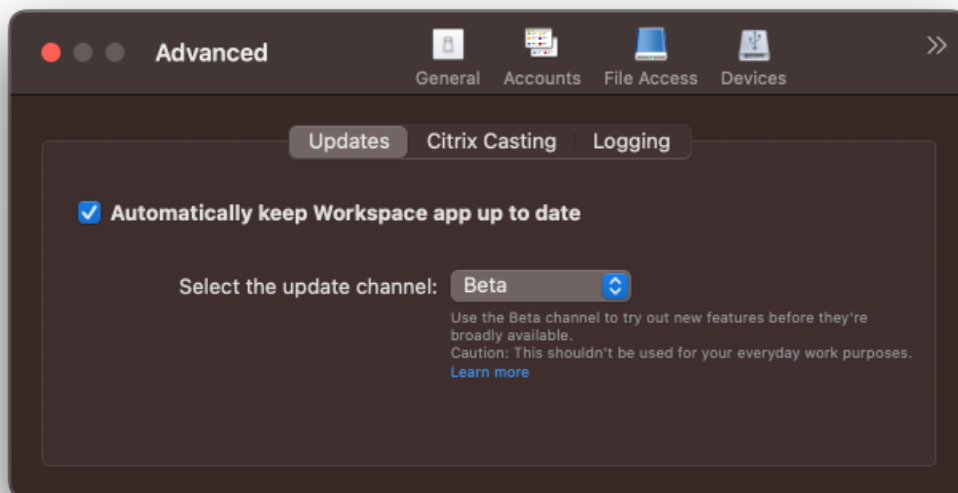 Advanced
General Accounts File Access Devices
Updates Citrix Casting Logging
Automatically keep Workspace app up to date
Select the update channel: Beta
Use the Beta channel to try out new features before they're
broadly available.
Caution: This shouldn't be used for your everyday work purposes.
Learn more